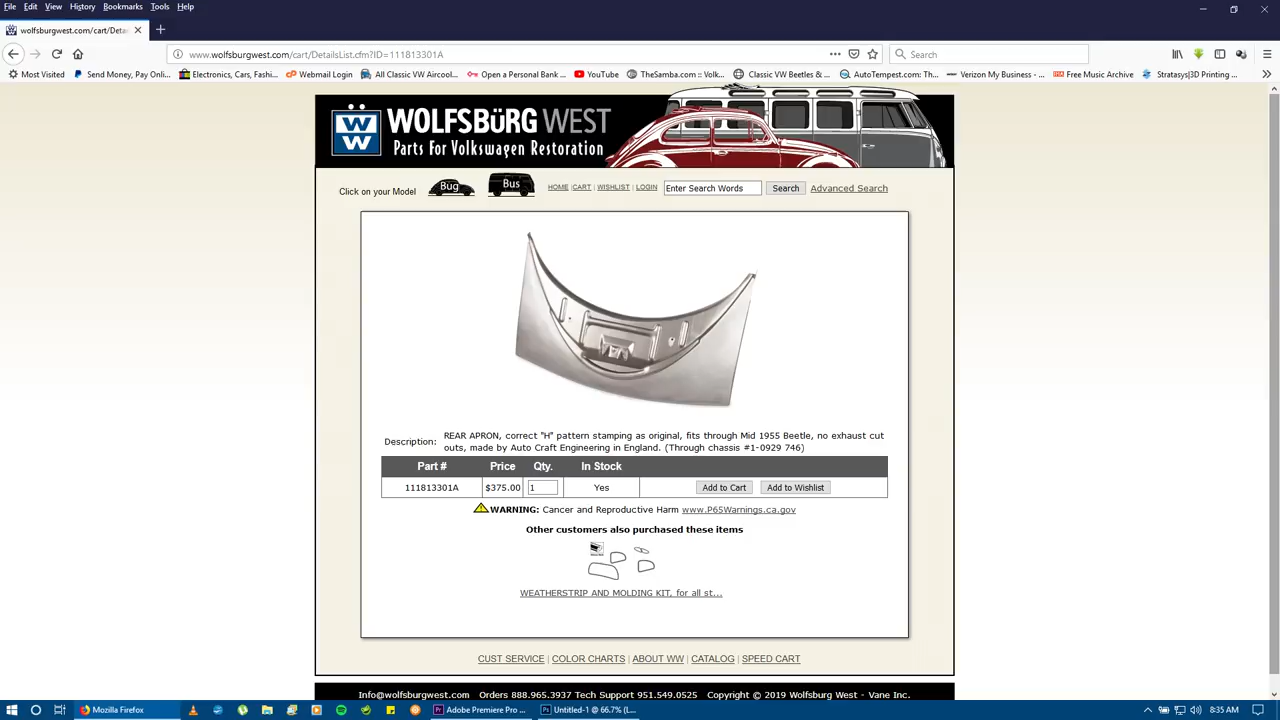 File Edit View History Bookmarks Tools Help
wolfsburgwest.com/cart/Deta
www.wolfsburgwest.com/cart/DetailsList.cfm?ID=111813301A
Search
Most Visited Send Money, Pay Onli... Electronics, Cars, Fashi... Webmail Login All Classic VW Aircool... Open a Personal Bank ... YouTube TheSamba.com :: Volk... Classic VW Beetles & ... AutoTempest.com: Th... Verizon My Business - ... Free Music Archive Stratasys|3D Printing ...
WW WOLFSBÜRG WEST
Parts For Volkswagen Restoration
Click on your Model Bug Bus HOME | CART | WISHLIST | LOGIN Enter Search Words Search Advanced Search
Description: REAR APRON, correct "H" pattern stamping as original, fits through Mid 1955 Beetle, no exhaust cut
outs, made by Auto Craft Engineering in England. (Through chassis #1-0929 746)
Part # Price Qty. In Stock
111813301A $375.00 1 Yes Add to Cart Add to Wishlist
WARNING: Cancer and Reproductive Harm www.P65Warnings.ca.gov
Other customers also purchased these items
WEATHERSTRIP AND MOLDING KIT, for all st...
CUST SERVICE | COLOR CHARTS | ABOUT WW | CATALOG | SPEED CART
Info@wolfsburgwest.com Orders 888.965.3937 Tech Support 951.549.0525 Copyright © 2019 Wolfsburg West - Vane Inc.
Mozilla Firefox Adobe Premiere Pro ... Untitled-1 @ 66.7% (L... 8:35 AM